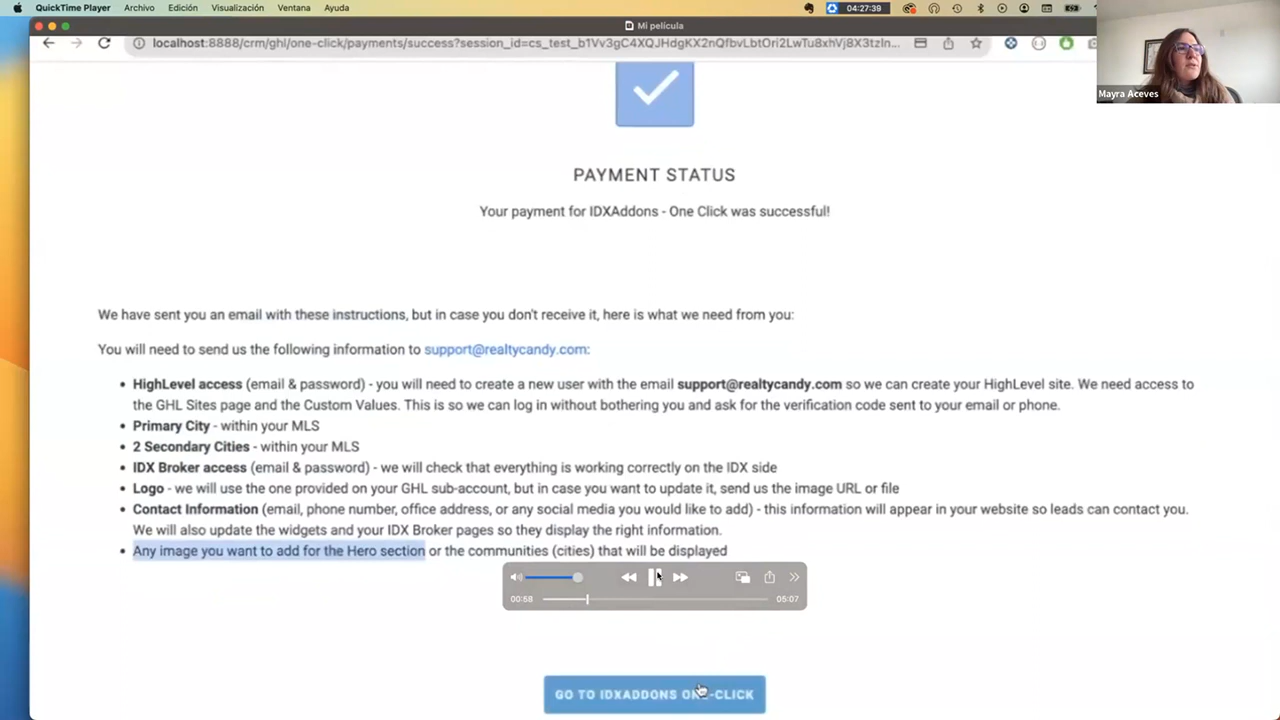 QuickTime Player Archivo Edición Visualización Ventana Ayuda 04:27:39
Mi película
localhost:8888/crm/ghl/one-click/payments/success?session_id=cs_test_b1Vv3gC4XQJHdgKX2nQfbvLbtOri2LwTu8xhVj8X3tzIn...
Mayra Aceves
PAYMENT STATUS
Your payment for IDXAddons - One Click was successful!
We have sent you an email with these instructions, but in case you don't receive it, here is what we need from you:
You will need to send us the following information to support@realtycandy.com:
• HighLevel access (email & password) - you will need to create a new user with the email support@realtycandy.com so we can create your HighLevel site. We need access to
the GHL Sites page and the Custom Values. This is so we can log in without bothering you and ask for the verification code sent to your email or phone.
• Primary City - within your MLS
• 2 Secondary Cities - within your MLS
• IDX Broker access (email & password) - we will check that everything is working correctly on the IDX side
• Logo - we will use the one provided on your GHL sub-account, but in case you want to update it, send us the image URL or file
• Contact Information (email, phone number, office address, or any social media you would like to add) - this information will appear in your website so leads can contact you.
We will also update the widgets and your IDX Broker pages so they display the right information.
• Any image you want to add for the Hero section or the communities (cities) that will be displayed
00:58 05:07
GO TO IDXADDONS ONE-CLICK